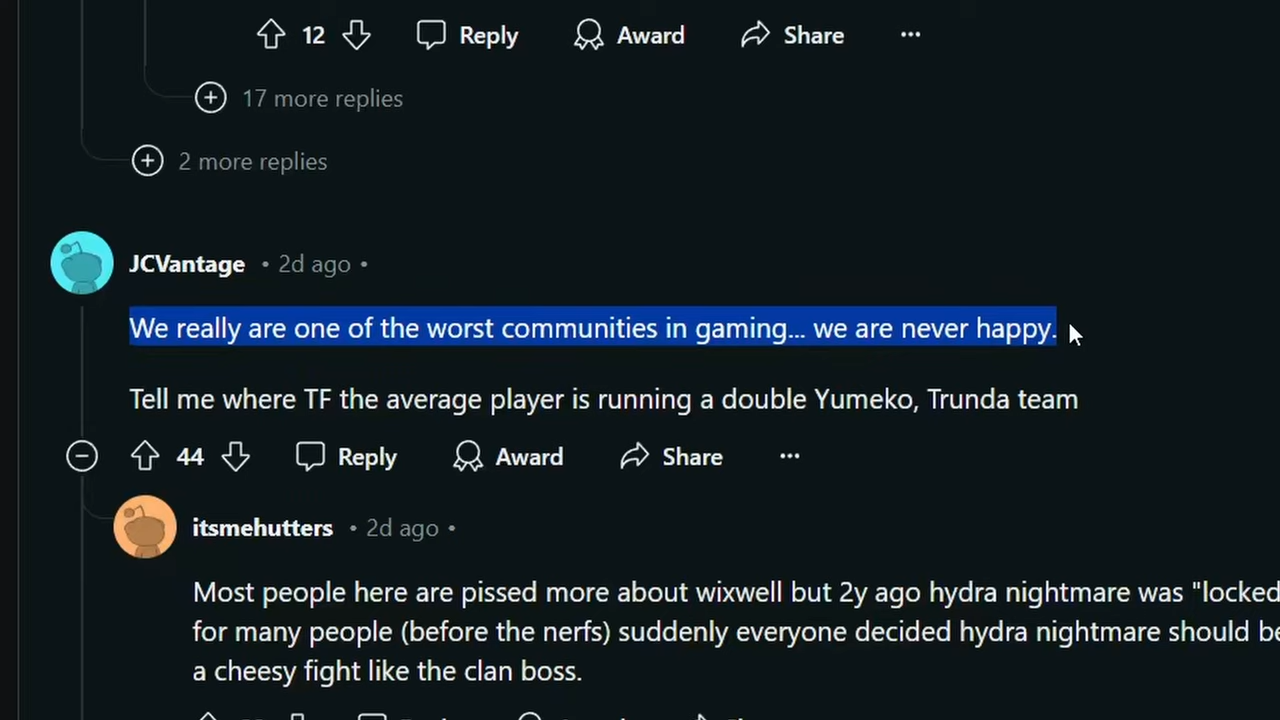 12 Reply Award Share ...
17 more replies
2 more replies
JCVantage • 2d ago •
We really are one of the worst communities in gaming... we are never happy.
Tell me where TF the average player is running a double Yumeko, Trunda team
44 Reply Award Share ...
itsmehutters • 2d ago •
Most people here are pissed more about wixwell but 2y ago hydra nightmare was "locked
for many people (before the nerfs) suddenly everyone decided hydra nightmare should be
a cheesy fight like the clan boss.